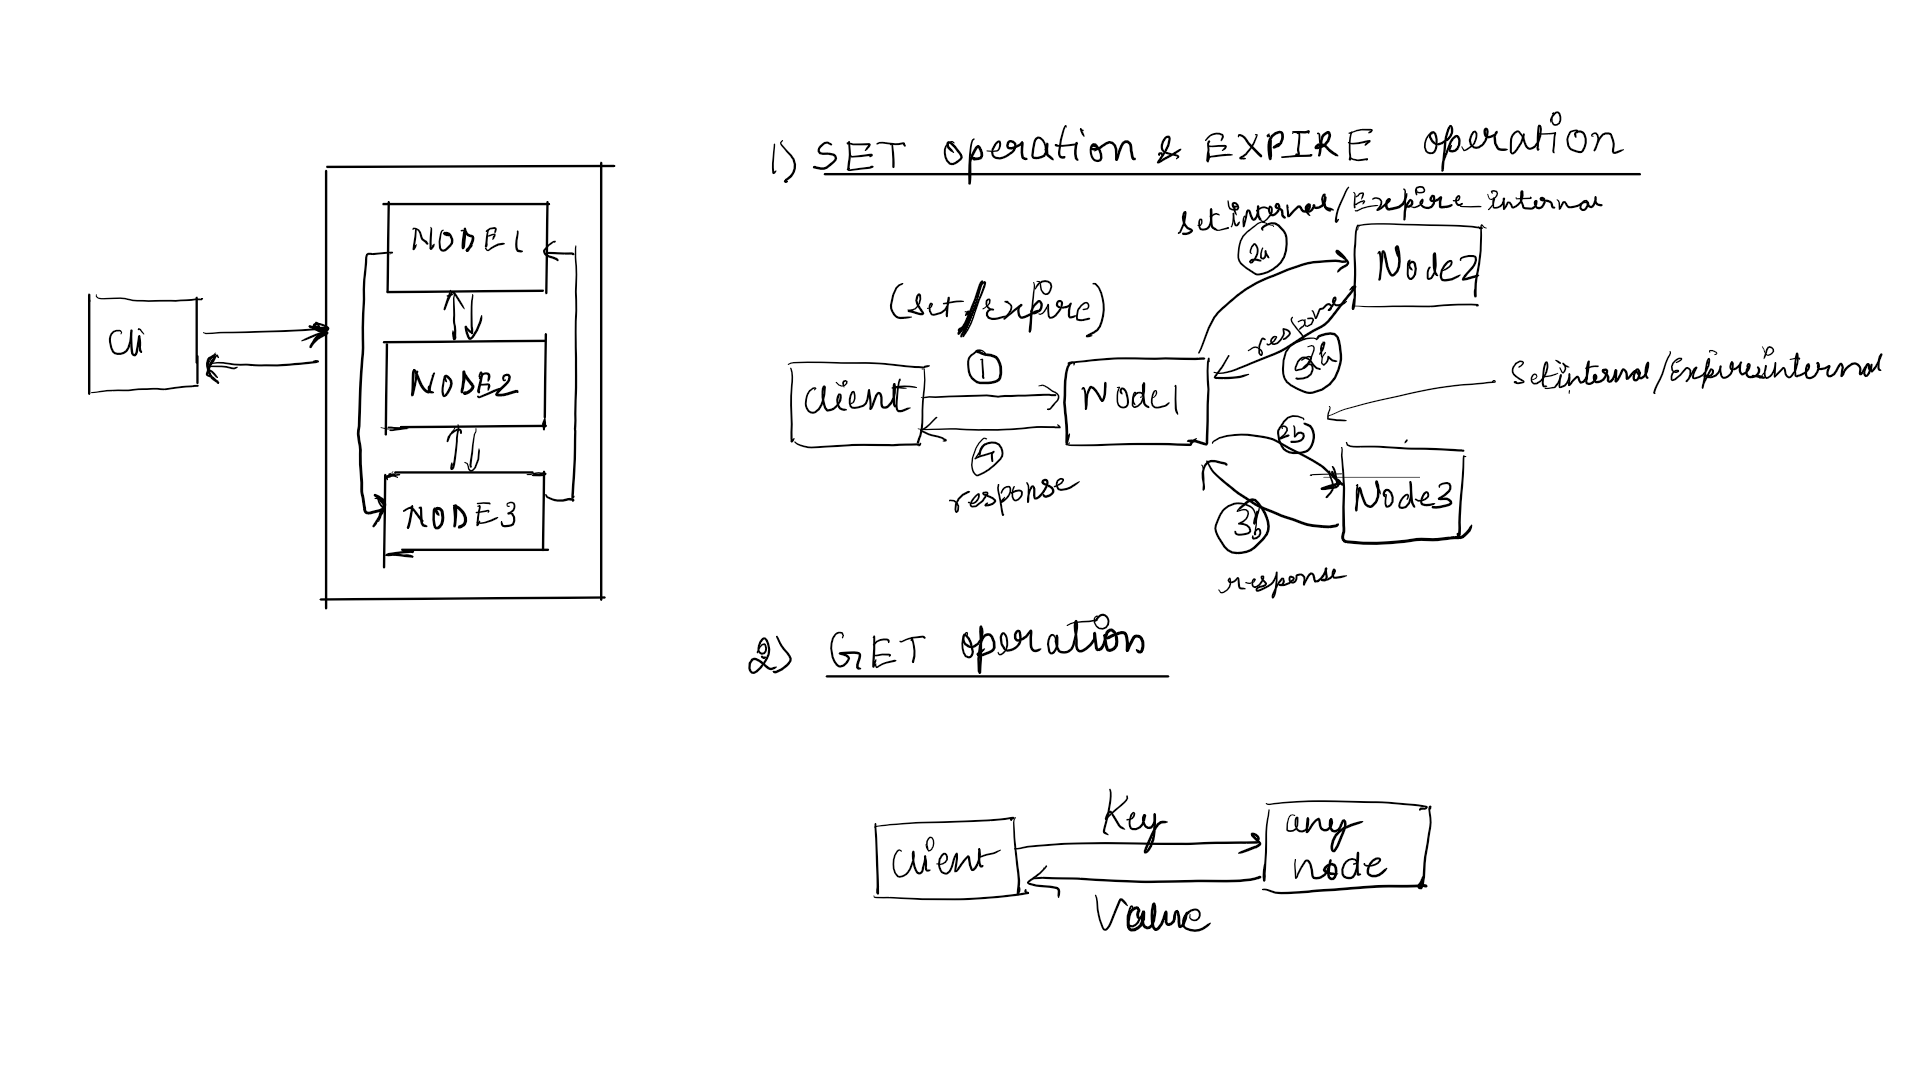 Cli
NODE1
NODE2
NODE3
1) SET operation & EXPIRE operation
setinternal/Expire internal
2a
Node2
(set/expire)
response
3a
1
Client
Node1
4
response
Setinternal/Expireinternal
2b
Node3
3b
response
2) GET operation
Client
Key
Value
any
node